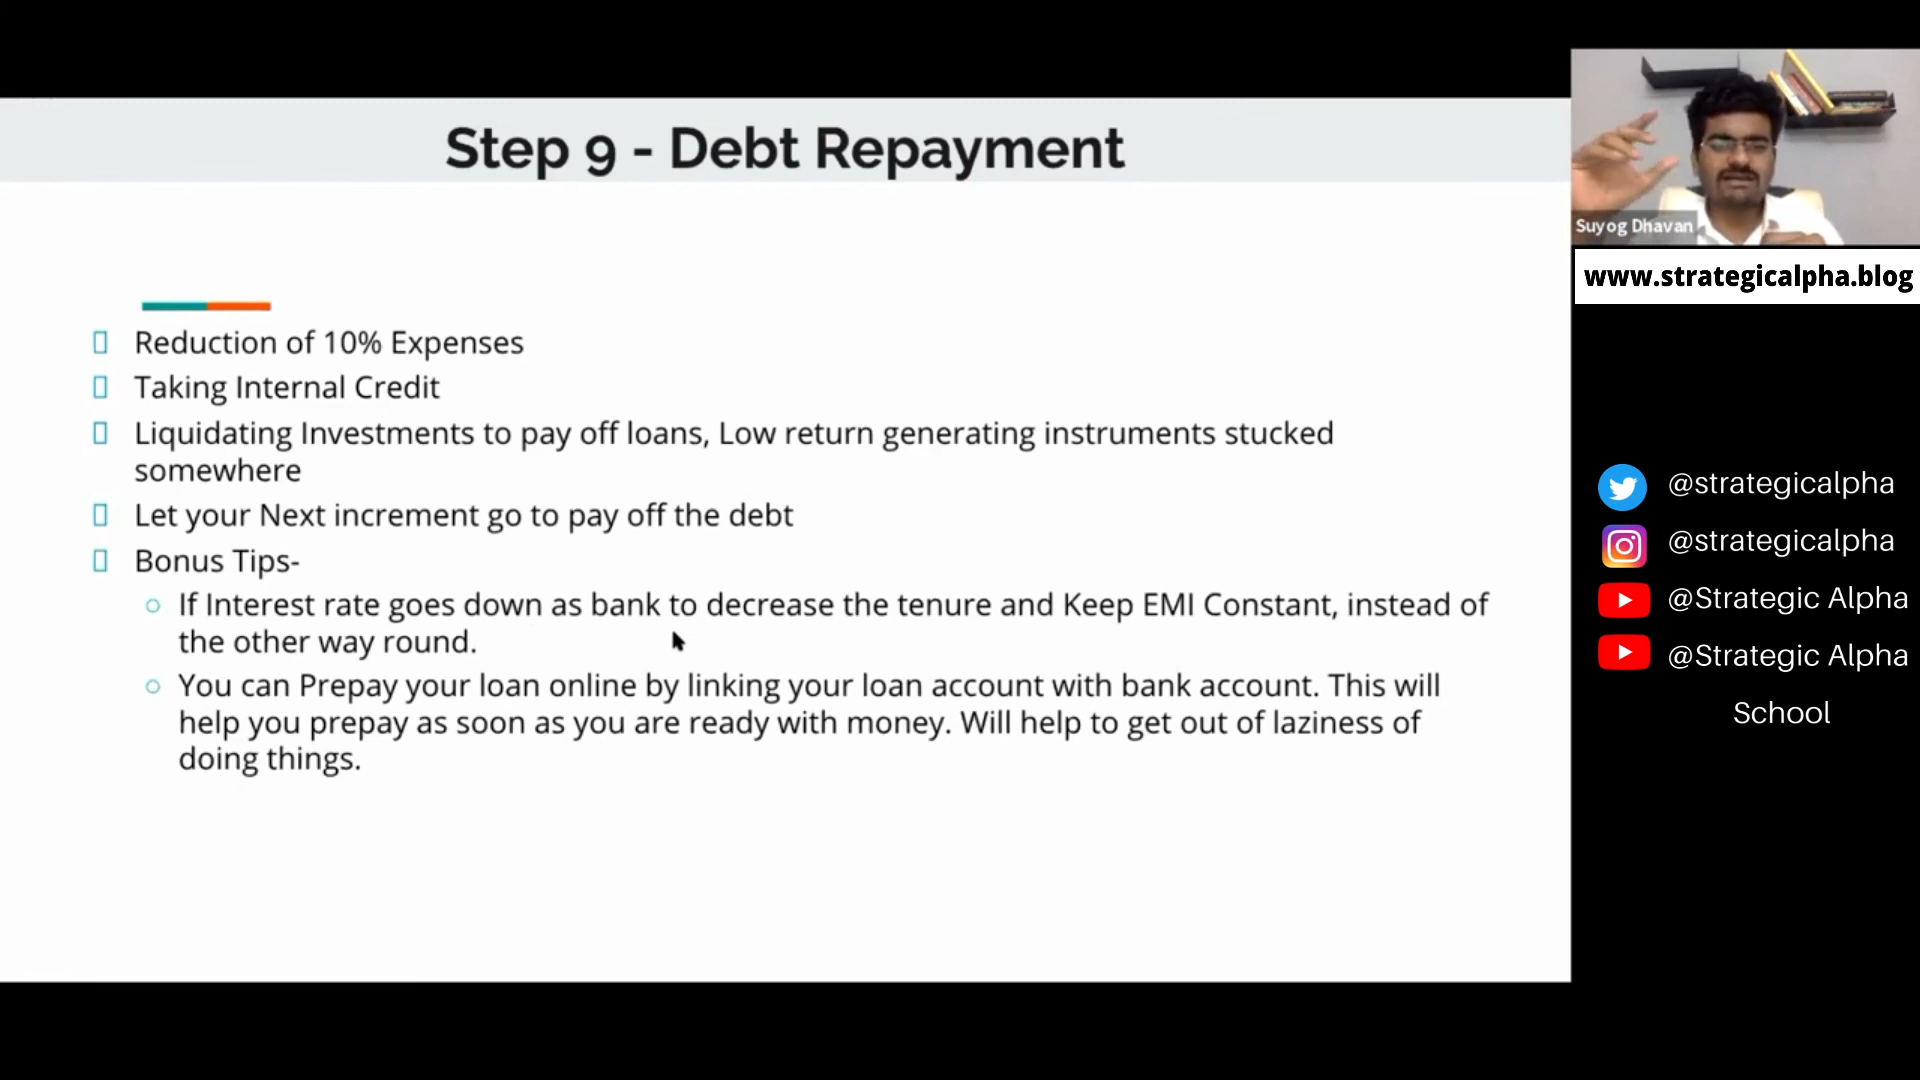 Step 9 - Debt Repayment
Reduction of 10% Expenses
Taking Internal Credit
Liquidating Investments to pay off loans, Low return generating instruments stucked
somewhere
Let your Next increment go to pay off the debt
Bonus Tips-
If Interest rate goes down as bank to decrease the tenure and Keep EMI Constant, instead of
the other way round.
You can Prepay your loan online by linking your loan account with bank account. This will
help you prepay as soon as you are ready with money. Will help to get out of laziness of
doing things.
Suyog Dhavan
www.strategicalpha.blog
@strategicalpha
@strategicalpha
@Strategic Alpha
@Strategic Alpha
School